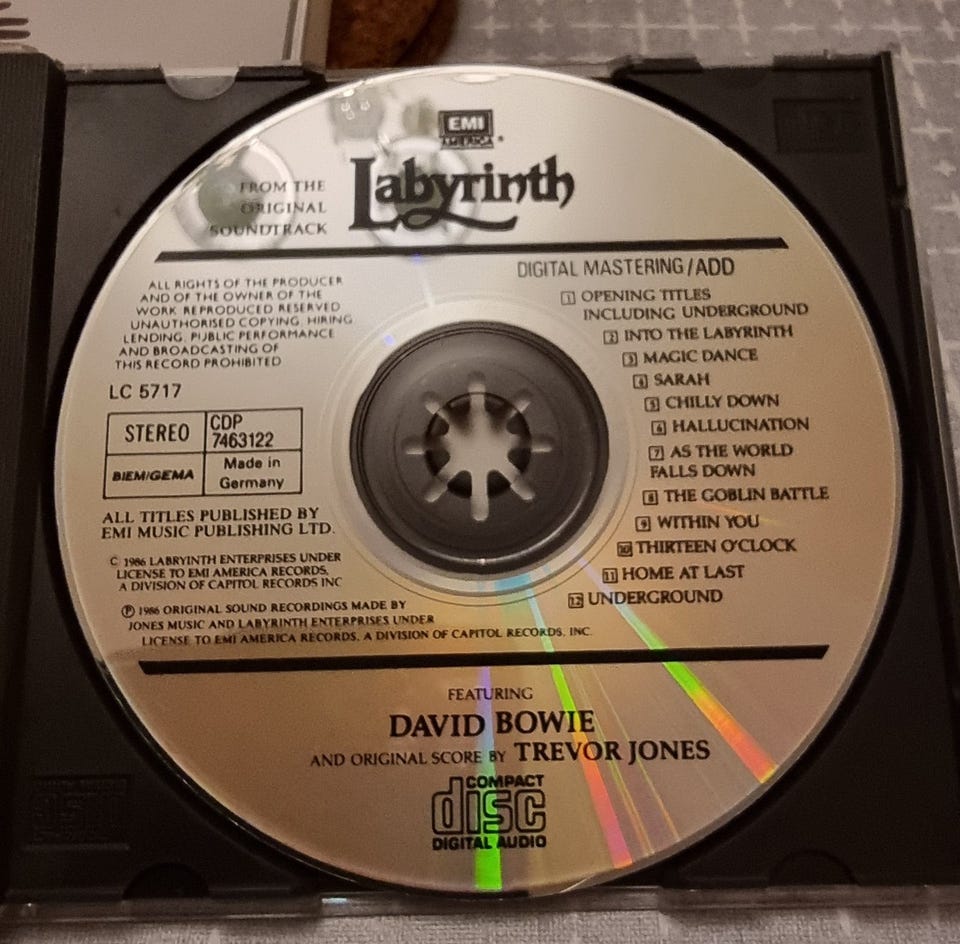 EMI
AMERICA
FROM THE
ORIGINAL
SOUNDTRACK
Labyrinth
ALL RIGHTS OF THE PRODUCER
AND OF THE OWNER OF THE
WORK REPRODUCED RESERVED
UNAUTHORISED COPYING, HIRING
LENDING, PUBLIC PERFORMANCE
AND BROADCASTING OF
THIS RECORD PROHIBITED
LC 5717
STEREO
CDP
7463122
BIEM/GEMA
Made in
Germany
ALL TITLES PUBLISHED BY
EMI MUSIC PUBLISHING LTD.
© 1986 LABRYINTH ENTERPRISES UNDER
LICENSE TO EMI AMERICA RECORDS,
A DIVISION OF CAPITOL RECORDS INC
℗ 1986 ORIGINAL SOUND RECORDINGS MADE BY
JONES MUSIC AND LABYRINTH ENTERPRISES UNDER
LICENSE TO EMI AMERICA RECORDS, A DIVISION OF CAPITOL RECORDS, INC.
DIGITAL MASTERING/ADD
1 OPENING TITLES
INCLUDING UNDERGROUND
2 INTO THE LABYRINTH
3 MAGIC DANCE
4 SARAH
5 CHILLY DOWN
6 HALLUCINATION
7 AS THE WORLD
FALLS DOWN
8 THE GOBLIN BATTLE
9 WITHIN YOU
10 THIRTEEN O'CLOCK
11 HOME AT LAST
12 UNDERGROUND
FEATURING
DAVID BOWIE
AND ORIGINAL SCORE BY TREVOR JONES
COMPACT
disc
DIGITAL AUDIO